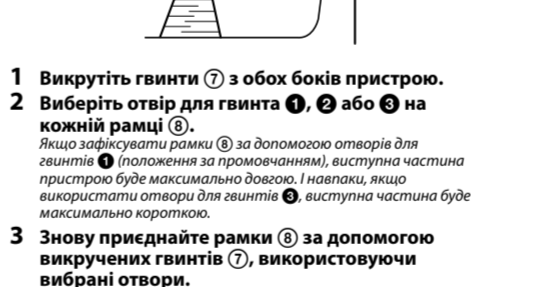 1 Викрутіть гвинти ⑦ з обох боків пристрою.
2 Виберіть отвір для гвинта ❶, ❷ або ❸ на
кожній рамці ⑧.
Якщо зафіксувати рамки ⑧ за допомогою отворів для
гвинтів ❶ (положення за промовчанням), виступна частина
пристрою буде максимально довгою. І навпаки, якщо
використати отвори для гвинтів ❸, виступна частина буде
максимально короткою.
3 Знову приєднайте рамки ⑧ за допомогою
викручених гвинтів ⑦, використовуючи
вибрані отвори.